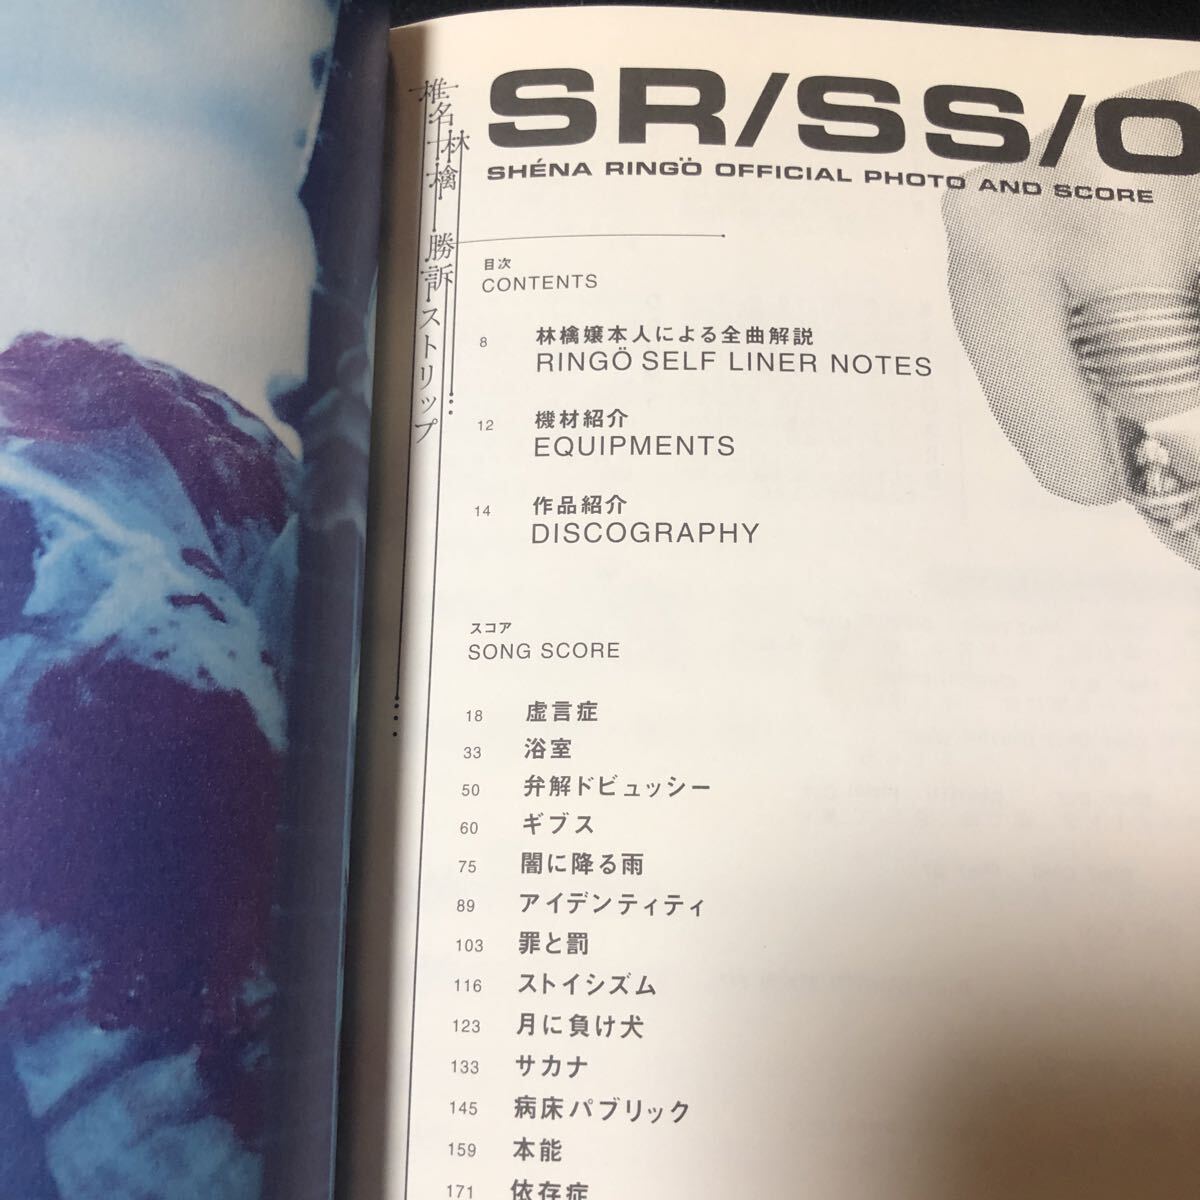 椎名林檎 勝訴ストリップ
SR/SS/O
SHÉNA RINGÖ OFFICIAL PHOTO AND SCORE
目次
CONTENTS
8 林檎嬢本人による全曲解説
RINGÖ SELF LINER NOTES
12 機材紹介
EQUIPMENTS
14 作品紹介
DISCOGRAPHY
スコア
SONG SCORE
18 虚言症
33 浴室
50 弁解ドビュッシー
60 ギブス
75 闇に降る雨
89 アイデンティティ
103 罪と罰
116 ストイシズム
123 月に負け犬
133 サカナ
145 病床パブリック
159 本能
171 依存症